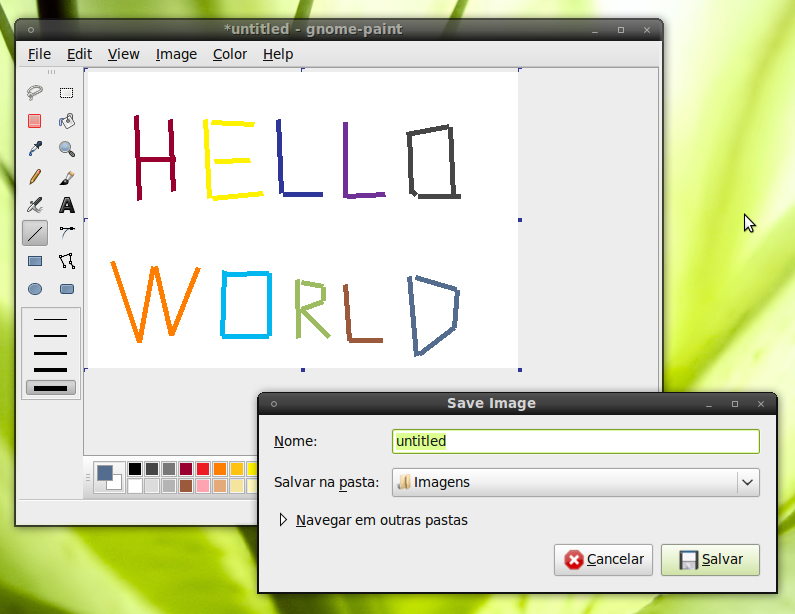 *untitled - gnome-paint
File Edit View Image Color Help
HELLO
WORLD
A
Save Image
Nome: untitled
Salvar na pasta: Imagens
Navegar em outras pastas
Cancelar Salvar